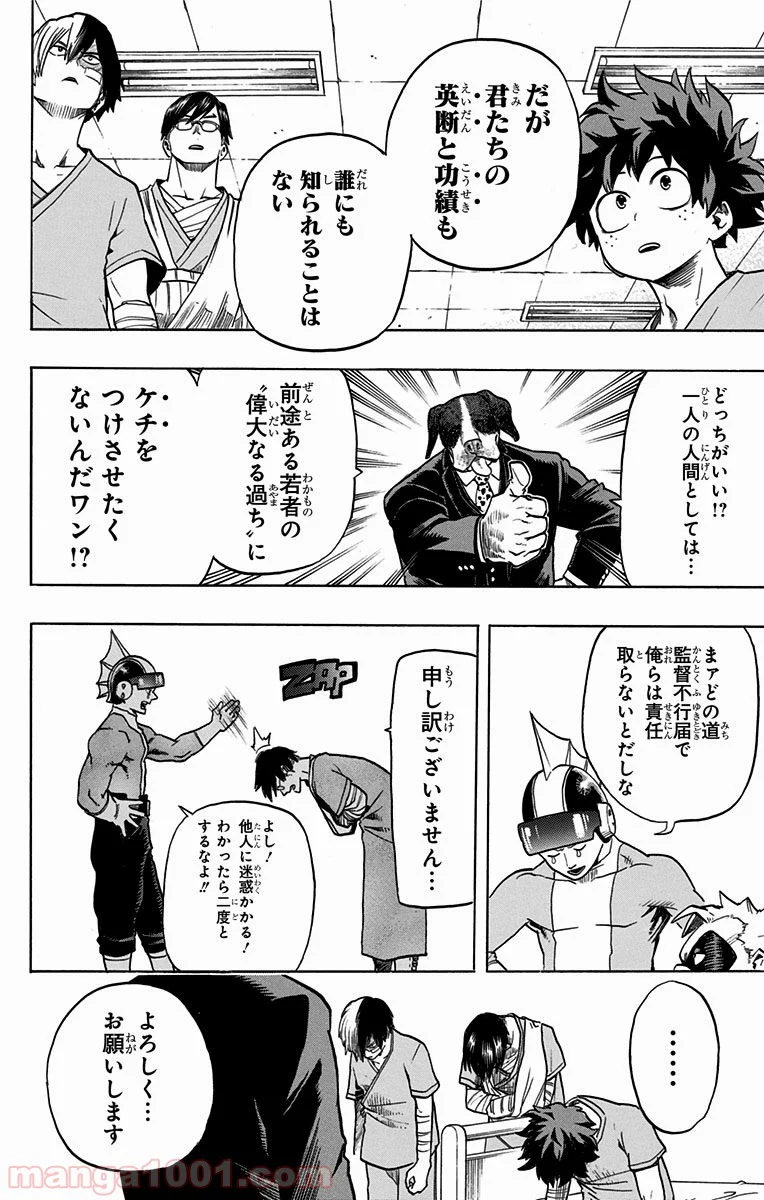 だが
君たちの
英断と功績も
誰にも
知られることは
ない
どっちがいい!?
一人の人間としては…
前途ある若者の
〝偉大なる過ち〟に
ケチを
つけさせたく
ないんだワン!?
まァどの道
監督不行届で
俺らは責任
取らないとだしな
申し訳ございません…
ZAP
よし!
他人に迷惑かかる!
わかったら二度と
するなよ!!
……
よろしく…
お願いします
manga1001.com